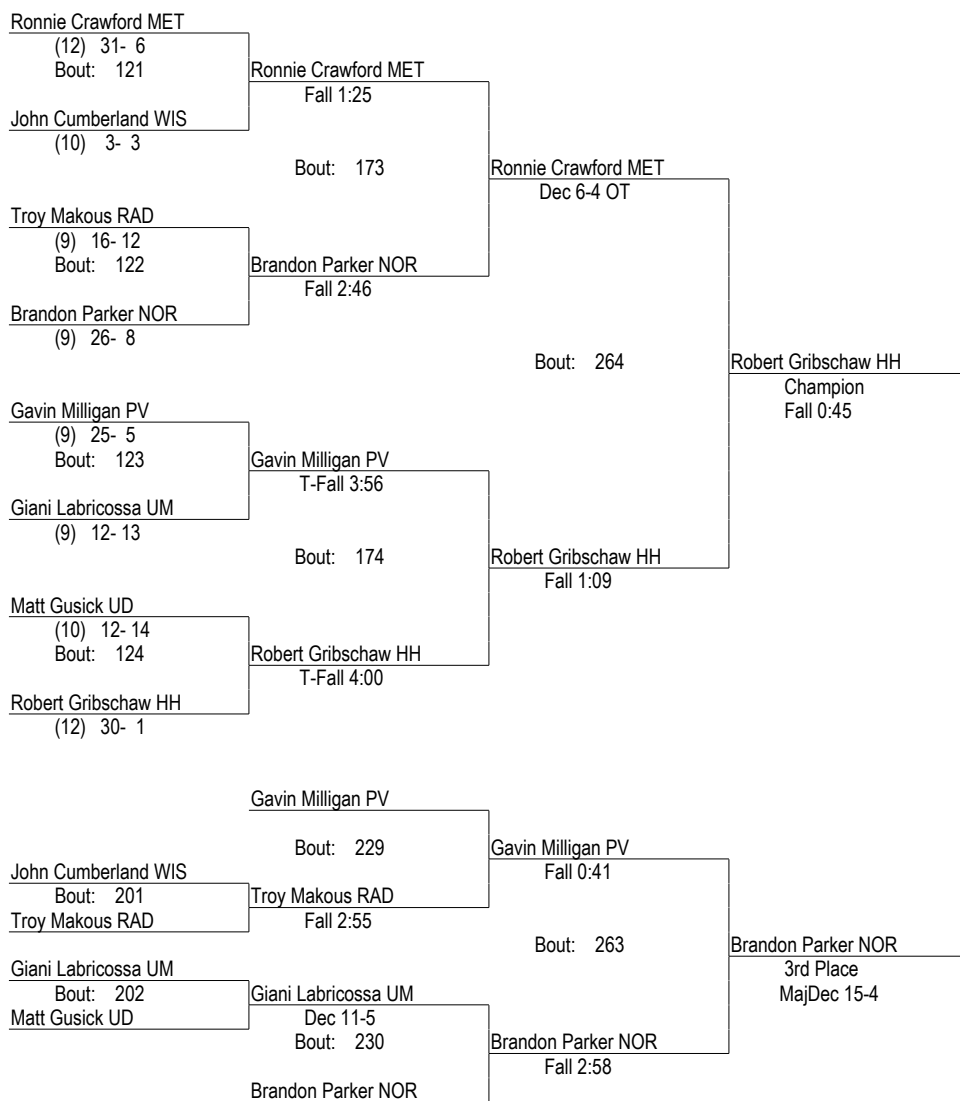 Ronnie Crawford MET
(12) 31- 6
Bout: 121
Ronnie Crawford MET
Fall 1:25
John Cumberland WIS
(10) 3- 3
Bout: 173
Ronnie Crawford MET
Dec 6-4 OT
Troy Makous RAD
(9) 16- 12
Bout: 122
Brandon Parker NOR
Fall 2:46
Brandon Parker NOR
(9) 26- 8
Bout: 264
Robert Gribschaw HH
Champion
Fall 0:45
Gavin Milligan PV
(9) 25- 5
Bout: 123
Gavin Milligan PV
T-Fall 3:56
Giani Labricossa UM
(9) 12- 13
Bout: 174
Robert Gribschaw HH
Fall 1:09
Matt Gusick UD
(10) 12- 14
Bout: 124
Robert Gribschaw HH
T-Fall 4:00
Robert Gribschaw HH
(12) 30- 1
Gavin Milligan PV
Bout: 229
Gavin Milligan PV
Fall 0:41
John Cumberland WIS
Bout: 201
Troy Makous RAD
Troy Makous RAD
Fall 2:55
Bout: 263
Brandon Parker NOR
3rd Place
MajDec 15-4
Giani Labricossa UM
Bout: 202
Matt Gusick UD
Giani Labricossa UM
Dec 11-5
Bout: 230
Brandon Parker NOR
Fall 2:58
Brandon Parker NOR